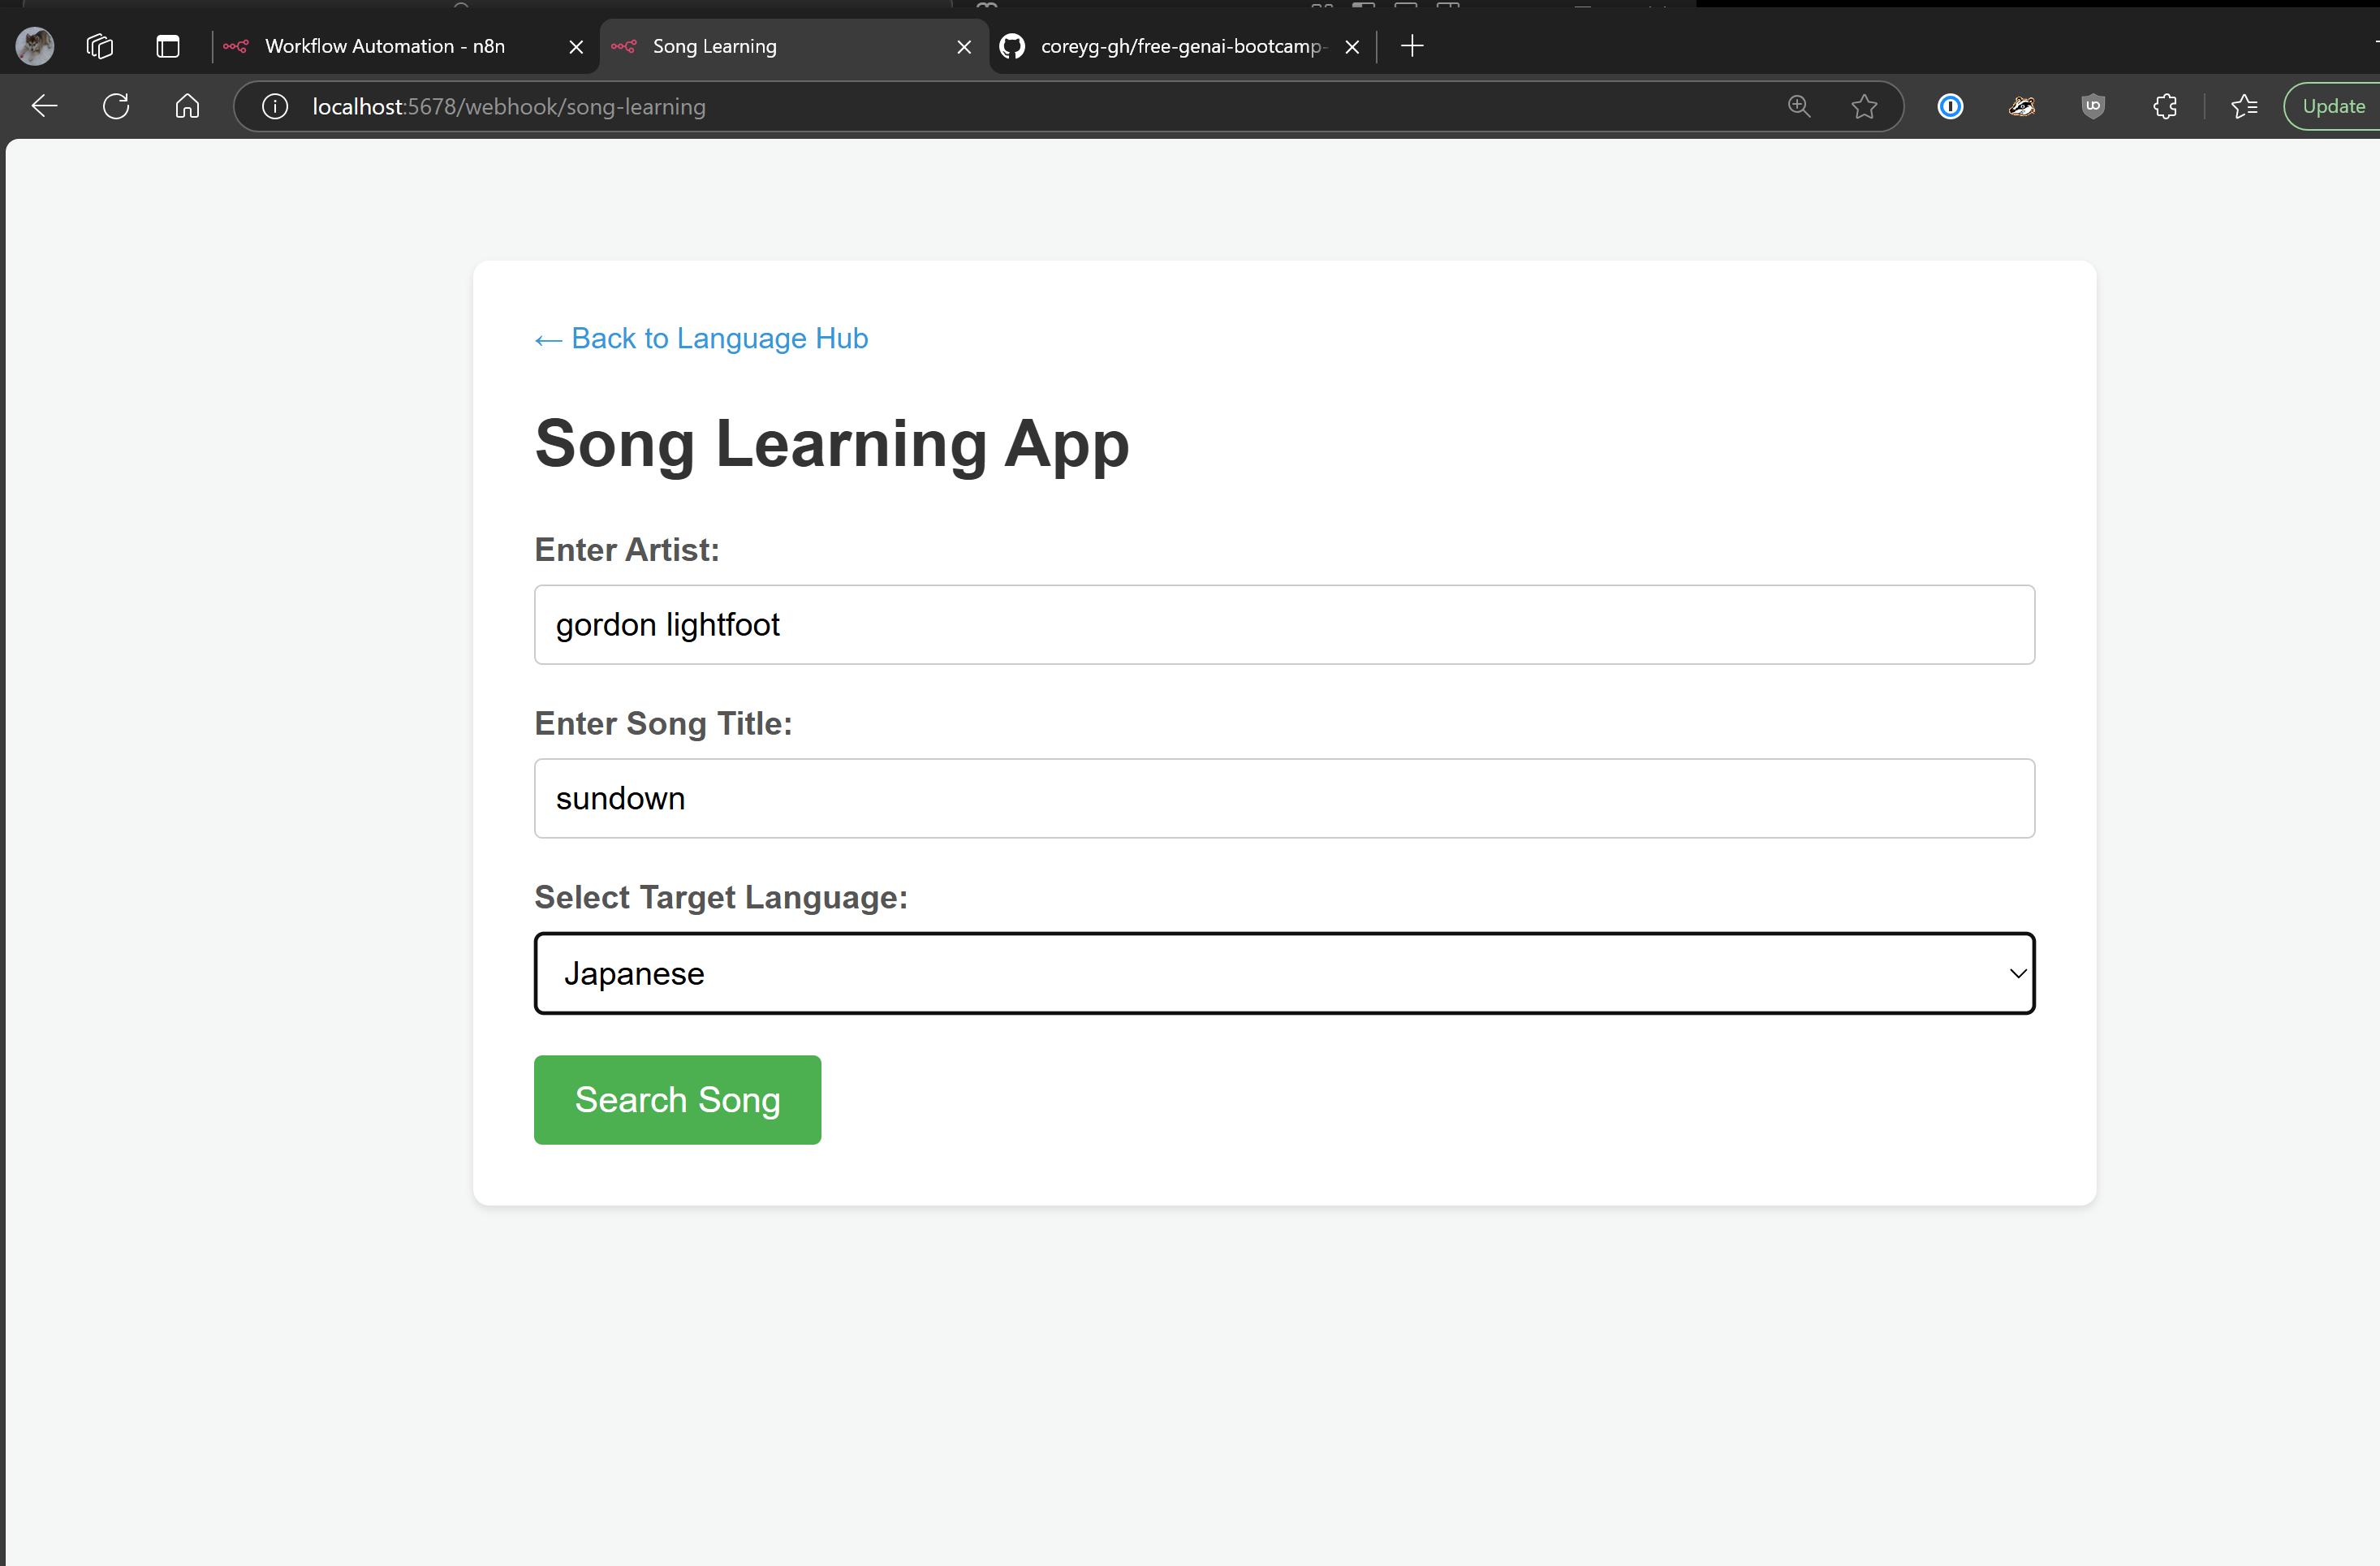 Workflow Automation - n8n
Song Learning
coreyg-gh/free-genai-bootcamp-
localhost:5678/webhook/song-learning
Update
← Back to Language Hub
Song Learning App
Enter Artist:
gordon lightfoot
Enter Song Title:
sundown
Select Target Language:
Japanese
Search Song